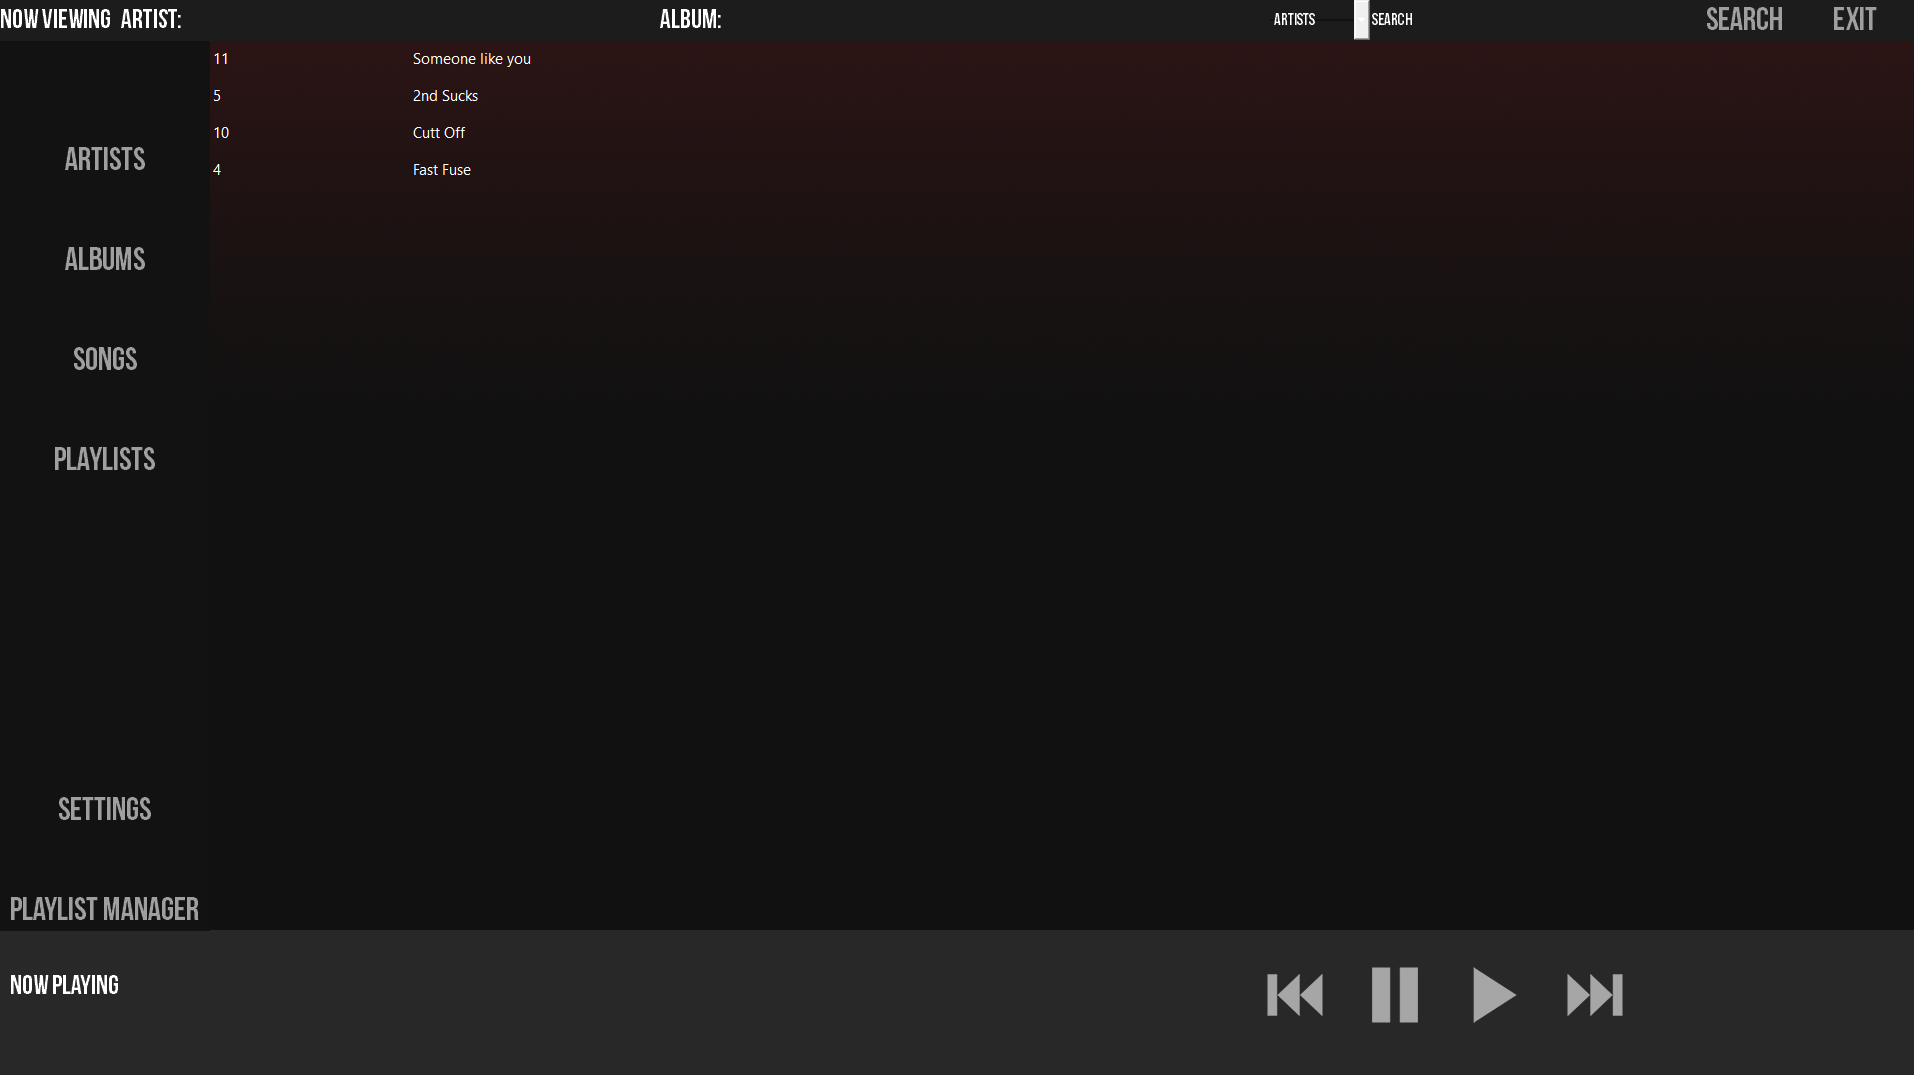 NOW VIEWING ARTIST: ALBUM: ARTISTS SEARCH SEARCH EXIT
11 Someone like you
5 2nd Sucks
10 Cutt Off
4 Fast Fuse
ARTISTS
ALBUMS
SONGS
PLAYLISTS
SETTINGS
PLAYLIST MANAGER
NOW PLAYING